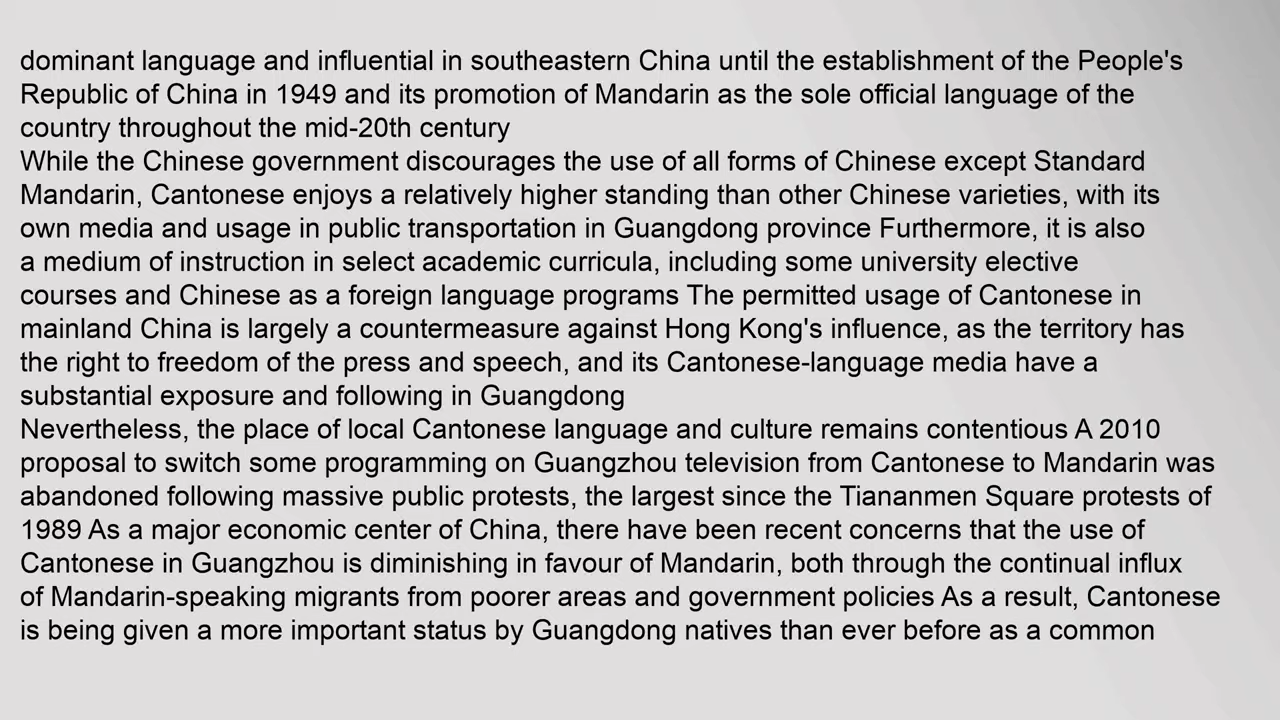 dominant language and influential in southeastern China until the establishment of the People's
Republic of China in 1949 and its promotion of Mandarin as the sole official language of the
country throughout the mid-20th century
While the Chinese government discourages the use of all forms of Chinese except Standard
Mandarin, Cantonese enjoys a relatively higher standing than other Chinese varieties, with its
own media and usage in public transportation in Guangdong province Furthermore, it is also
a medium of instruction in select academic curricula, including some university elective
courses and Chinese as a foreign language programs The permitted usage of Cantonese in
mainland China is largely a countermeasure against Hong Kong's influence, as the territory has
the right to freedom of the press and speech, and its Cantonese-language media have a
substantial exposure and following in Guangdong
Nevertheless, the place of local Cantonese language and culture remains contentious A 2010
proposal to switch some programming on Guangzhou television from Cantonese to Mandarin was
abandoned following massive public protests, the largest since the Tiananmen Square protests of
1989 As a major economic center of China, there have been recent concerns that the use of
Cantonese in Guangzhou is diminishing in favour of Mandarin, both through the continual influx
of Mandarin-speaking migrants from poorer areas and government policies As a result, Cantonese
is being given a more important status by Guangdong natives than ever before as a common